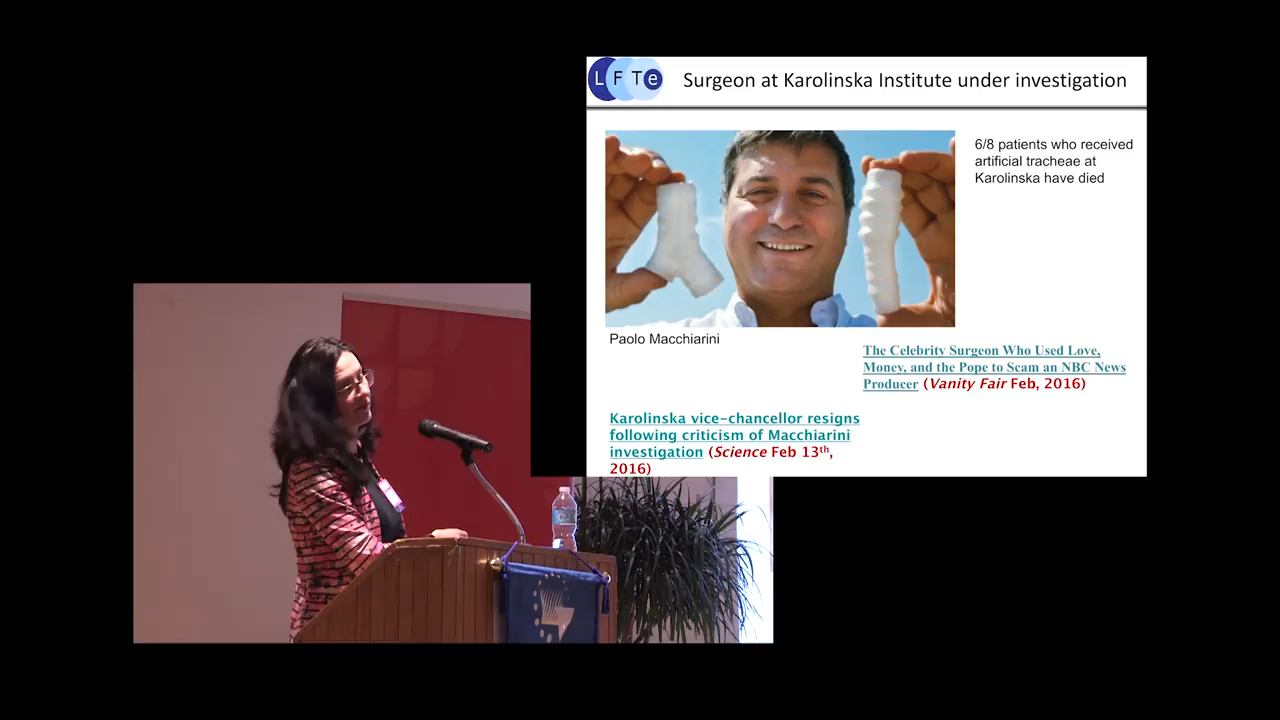 LFTe
Surgeon at Karolinska Institute under investigation
6/8 patients who received
artificial tracheae at
Karolinska have died
Paolo Macchiarini
The Celebrity Surgeon Who Used Love,
Money, and the Pope to Scam an NBC News
Producer (Vanity Fair Feb, 2016)
Karolinska vice-chancellor resigns
following criticism of Macchiarini
investigation (Science Feb 13th,
2016)